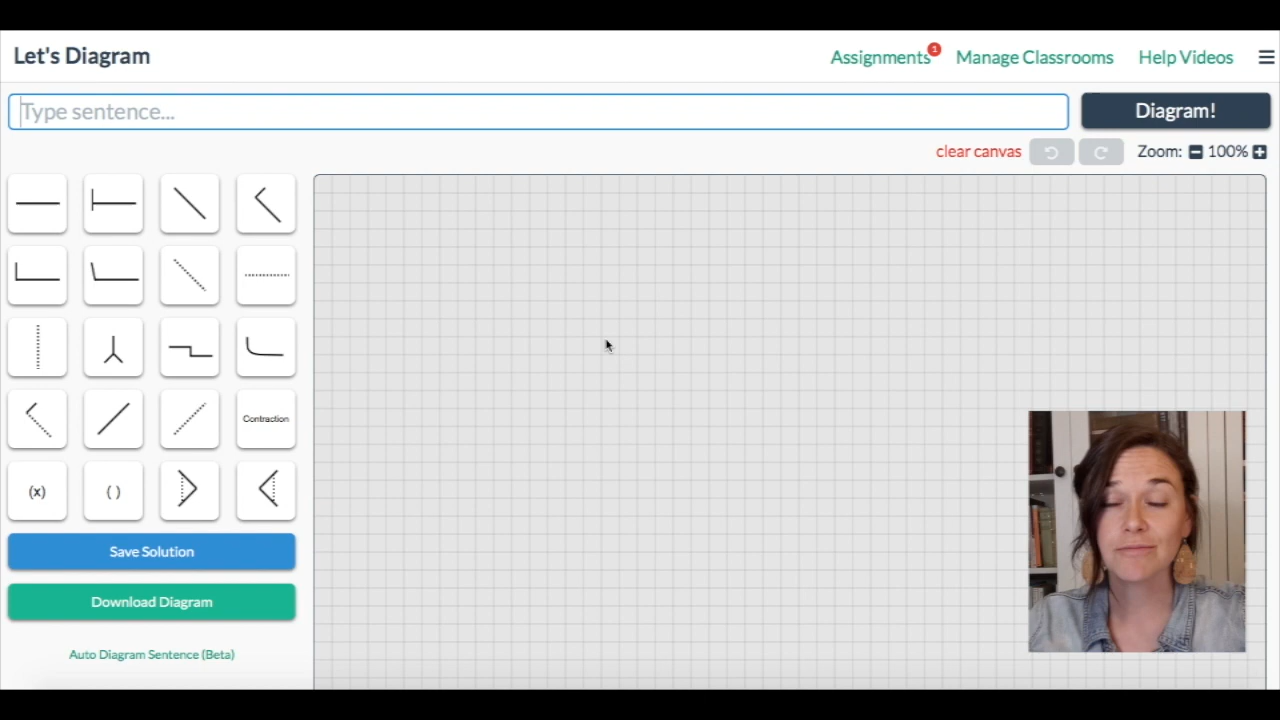 Let's Diagram
Assignments 1 Manage Classrooms Help Videos
Type sentence... Diagram!
clear canvas Zoom: 100%
Contraction
(x) ( )
Save Solution
Download Diagram
Auto Diagram Sentence (Beta)